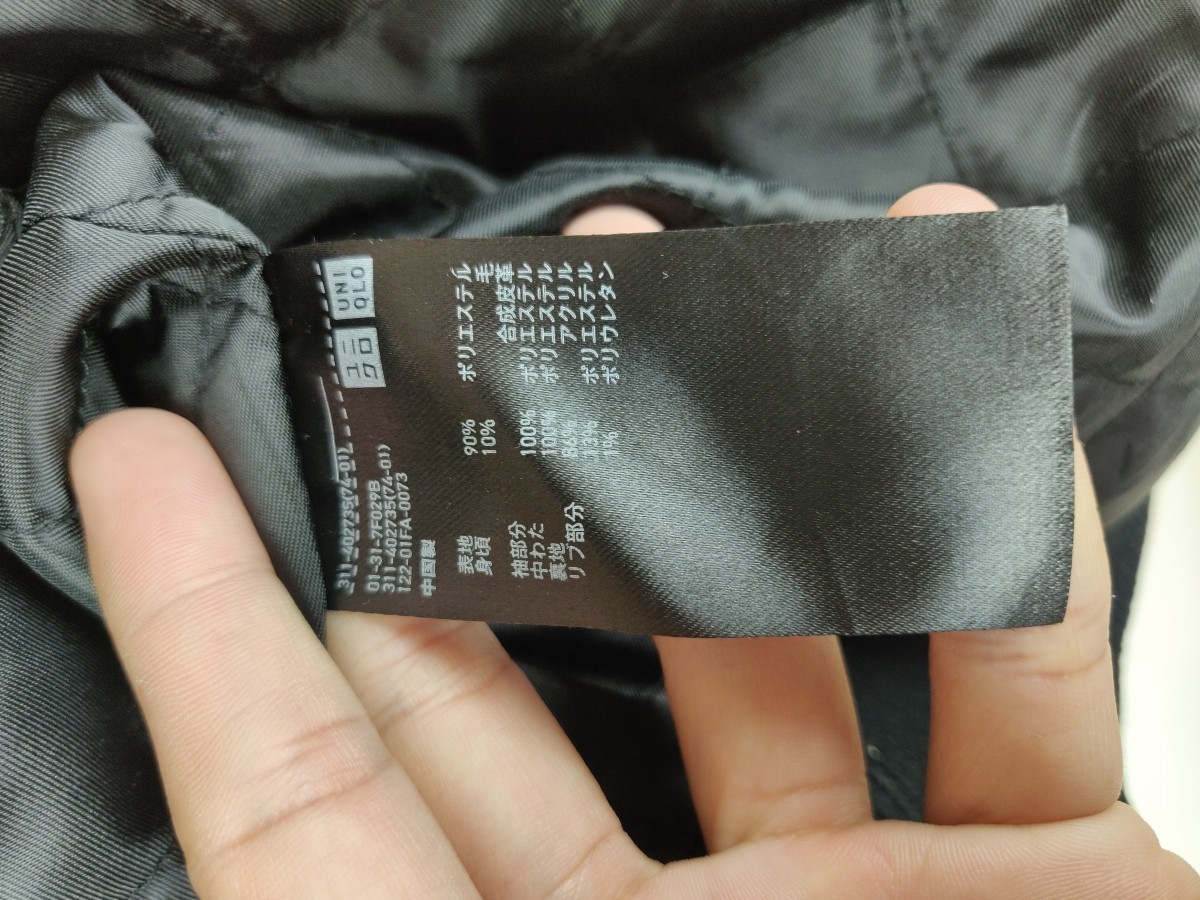 ユニ
クロ
UNI
QLO
311-402735(74-01)
01-31-7F029B
311-402735(74-01)
122-01FA-0073
中国製
表地 90% ポリエステル
身頃 10% 毛
袖部分 合成皮革
中わた 100% ポリエステル
裏地 100% ポリエステル
リブ部分 86% アクリル
13% ポリエステル
1% ポリウレタン